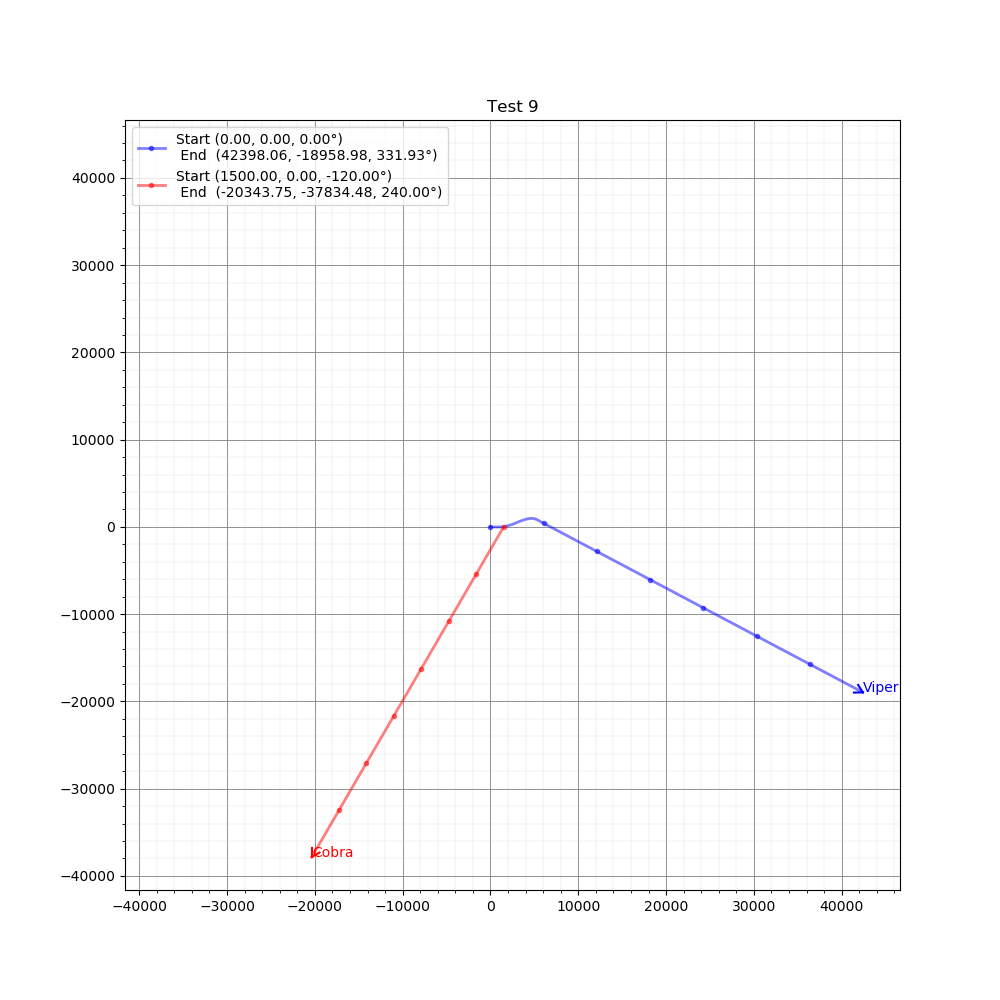 Test 9
Start (0.00, 0.00, 0.00°)
End (42398.06, -18958.98, 331.93°)
Start (1500.00, 0.00, -120.00°)
End (-20343.75, -37834.48, 240.00°)
40000
30000
20000
10000
0
−10000
−20000
−30000
−40000
Viper
Cobra
−40000 −30000 −20000 −10000 0 10000 20000 30000 40000